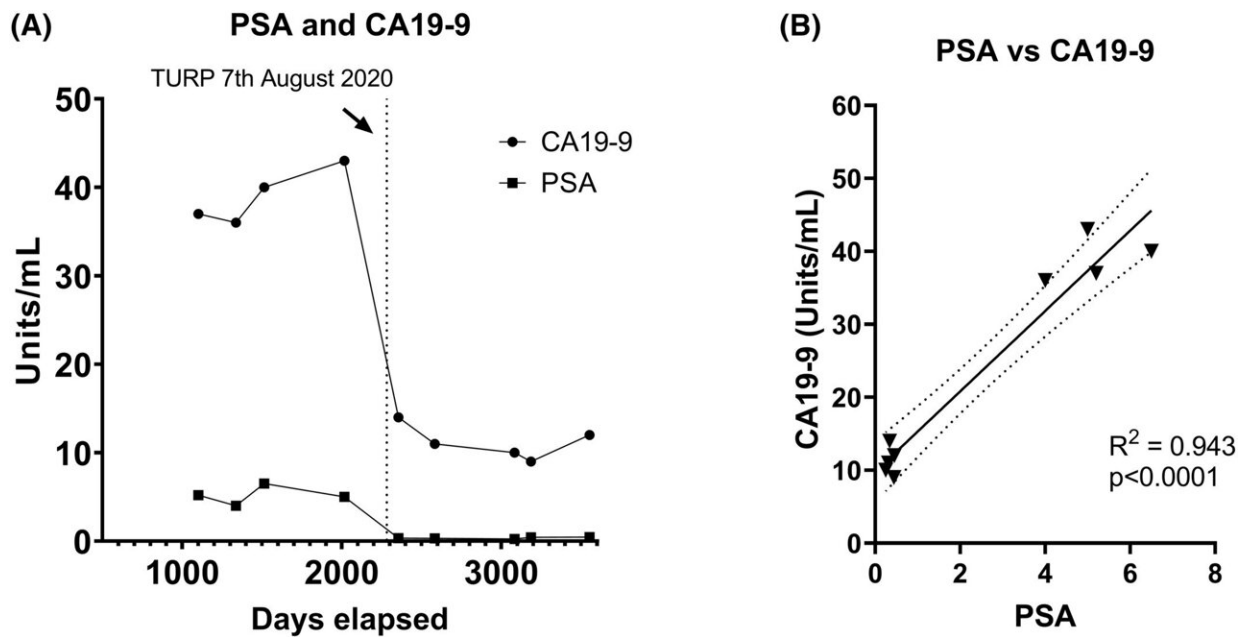 (A)
PSA and CA19-9
TURP 7th August 2020
50
40
30
20
10
0
Units/mL
CA19-9
PSA
1000 2000 3000
Days elapsed
(B)
PSA vs CA19-9
60
50
40
30
20
10
0
CA19-9 (Units/mL)
R² = 0.943
p<0.0001
0 2 4 6 8
PSA